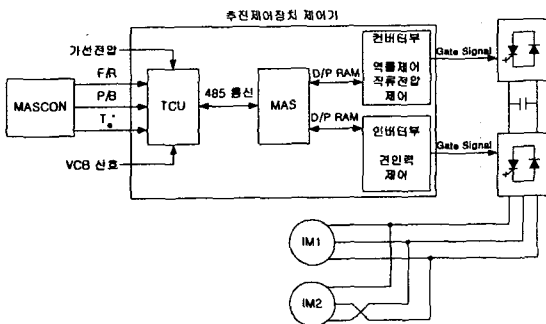 추진제어장치 제어기
가선전압
F/R
P/B
Te*
MASCON
VCB 신호
TCU
485 통신
MAS
D/P RAM
D/P RAM
컨버터부
역률제어
직류전압
제어
인버터부
견인력
제어
Gate Signal
Gate Signal
IM1
IM2